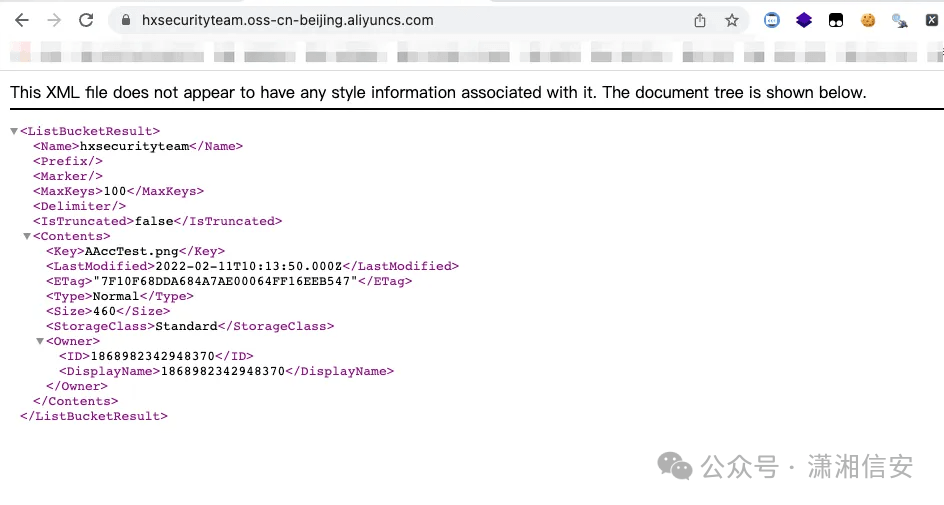 hxsecurityteam.oss-cn-beijing.aliyuncs.com
This XML file does not appear to have any style information associated with it. The document tree is shown below.
▼<ListBucketResult>
<Name>hxsecurityteam</Name>
<Prefix/>
<Marker/>
<MaxKeys>100</MaxKeys>
<Delimiter/>
<IsTruncated>false</IsTruncated>
▼<Contents>
<Key>AAccTest.png</Key>
<LastModified>2022-02-11T10:13:50.000Z</LastModified>
<ETag>"7F10F68DDA684A7AE00064FF16EEB547"</ETag>
<Type>Normal</Type>
<Size>460</Size>
<StorageClass>Standard</StorageClass>
▼<Owner>
<ID>1868982342948370</ID>
<DisplayName>1868982342948370</DisplayName>
</Owner>
</Contents>
</ListBucketResult>
公众号 · 潇湘信安